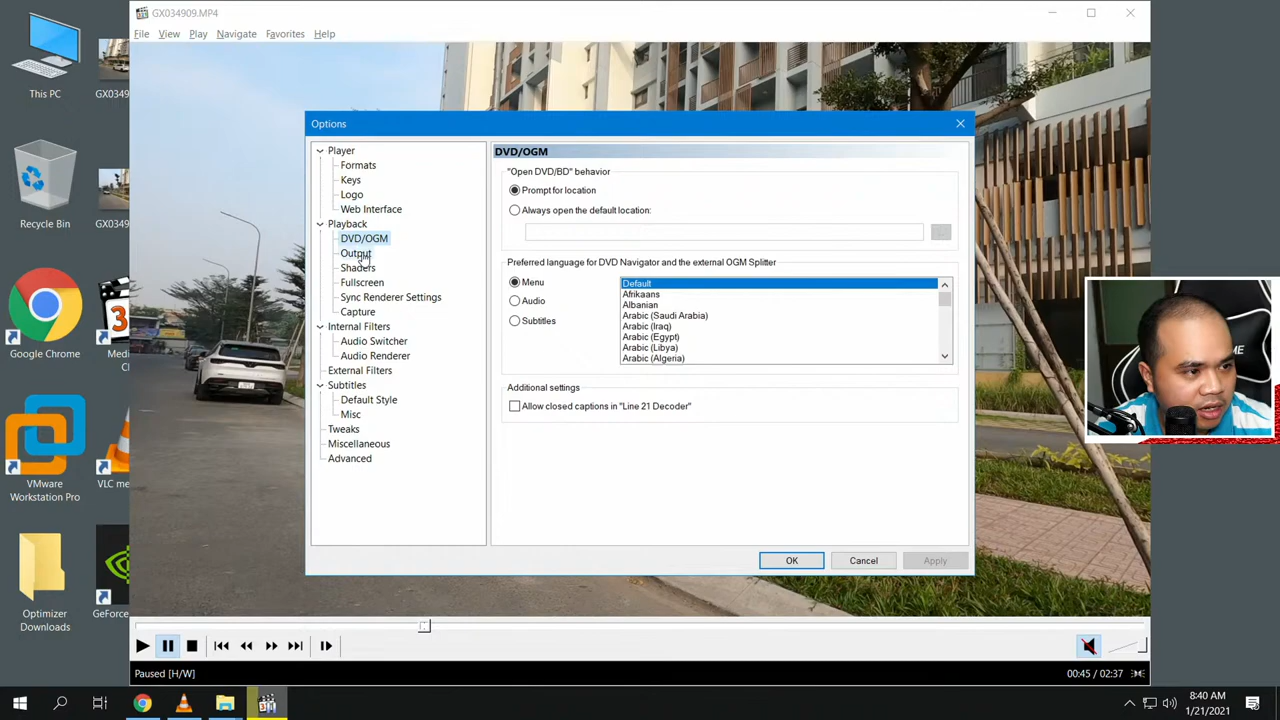 GX034909.MP4
File View Play Navigate Favorites Help
This PC
GX0349
Recycle Bin
GX0349
Google Chrome
Medi
VMware
Workstation Pro
VLC me
Optimizer
Downloads
GeForce
Options
Player
Formats
Keys
Logo
Web Interface
Playback
DVD/OGM
Output
Shaders
Fullscreen
Sync Renderer Settings
Capture
Internal Filters
Audio Switcher
Audio Renderer
External Filters
Subtitles
Default Style
Misc
Tweaks
Miscellaneous
Advanced
DVD/OGM
"Open DVD/BD" behavior
Prompt for location
Always open the default location:
Preferred language for DVD Navigator and the external OGM Splitter
Menu
Audio
Subtitles
Default
Afrikaans
Albanian
Arabic (Saudi Arabia)
Arabic (Iraq)
Arabic (Egypt)
Arabic (Libya)
Arabic (Algeria)
Additional settings
Allow closed captions in "Line 21 Decoder"
OK Cancel Apply
Paused [H/W]
00:45 / 02:37
8:40 AM
1/21/2021